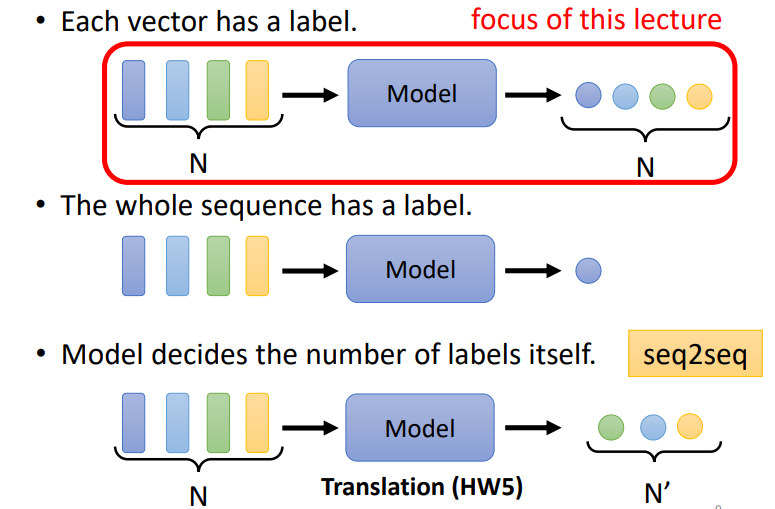 • Each vector has a label.
focus of this lecture
Model
N
N
• The whole sequence has a label.
Model
• Model decides the number of labels itself.
seq2seq
Model
N
Translation (HW5)
N’